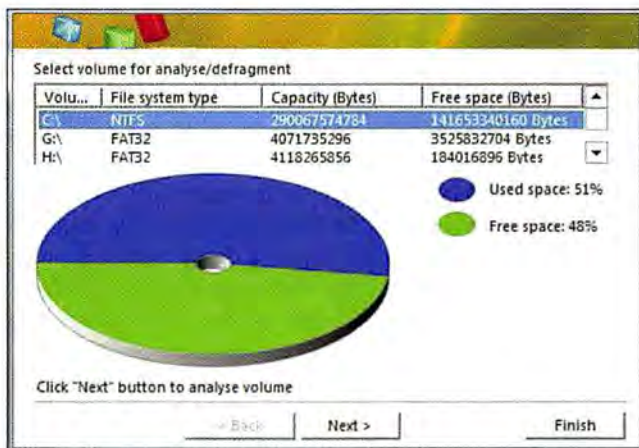 Select volume for analyse/defragment
Volu... File system type Capacity (Bytes) Free space (Bytes)
C:\ NTFS 290067574784 141653340160 Bytes
G:\ FAT32 4071735296 3525832704 Bytes
H:\ FAT32 4118265856 184016896 Bytes
Used space: 51%
Free space: 48%
Click "Next" button to analyse volume
< Back Next > Finish